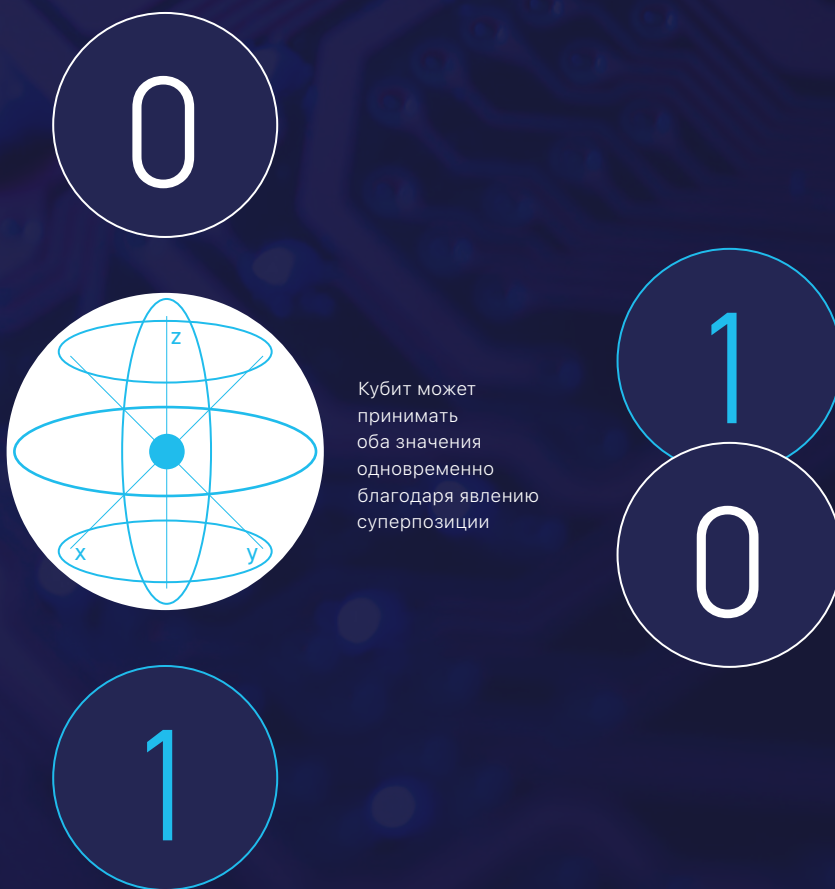 0
z
x y
1
Кубит может
принимать
оба значения
одновременно
благодаря явлению
суперпозиции
1
0